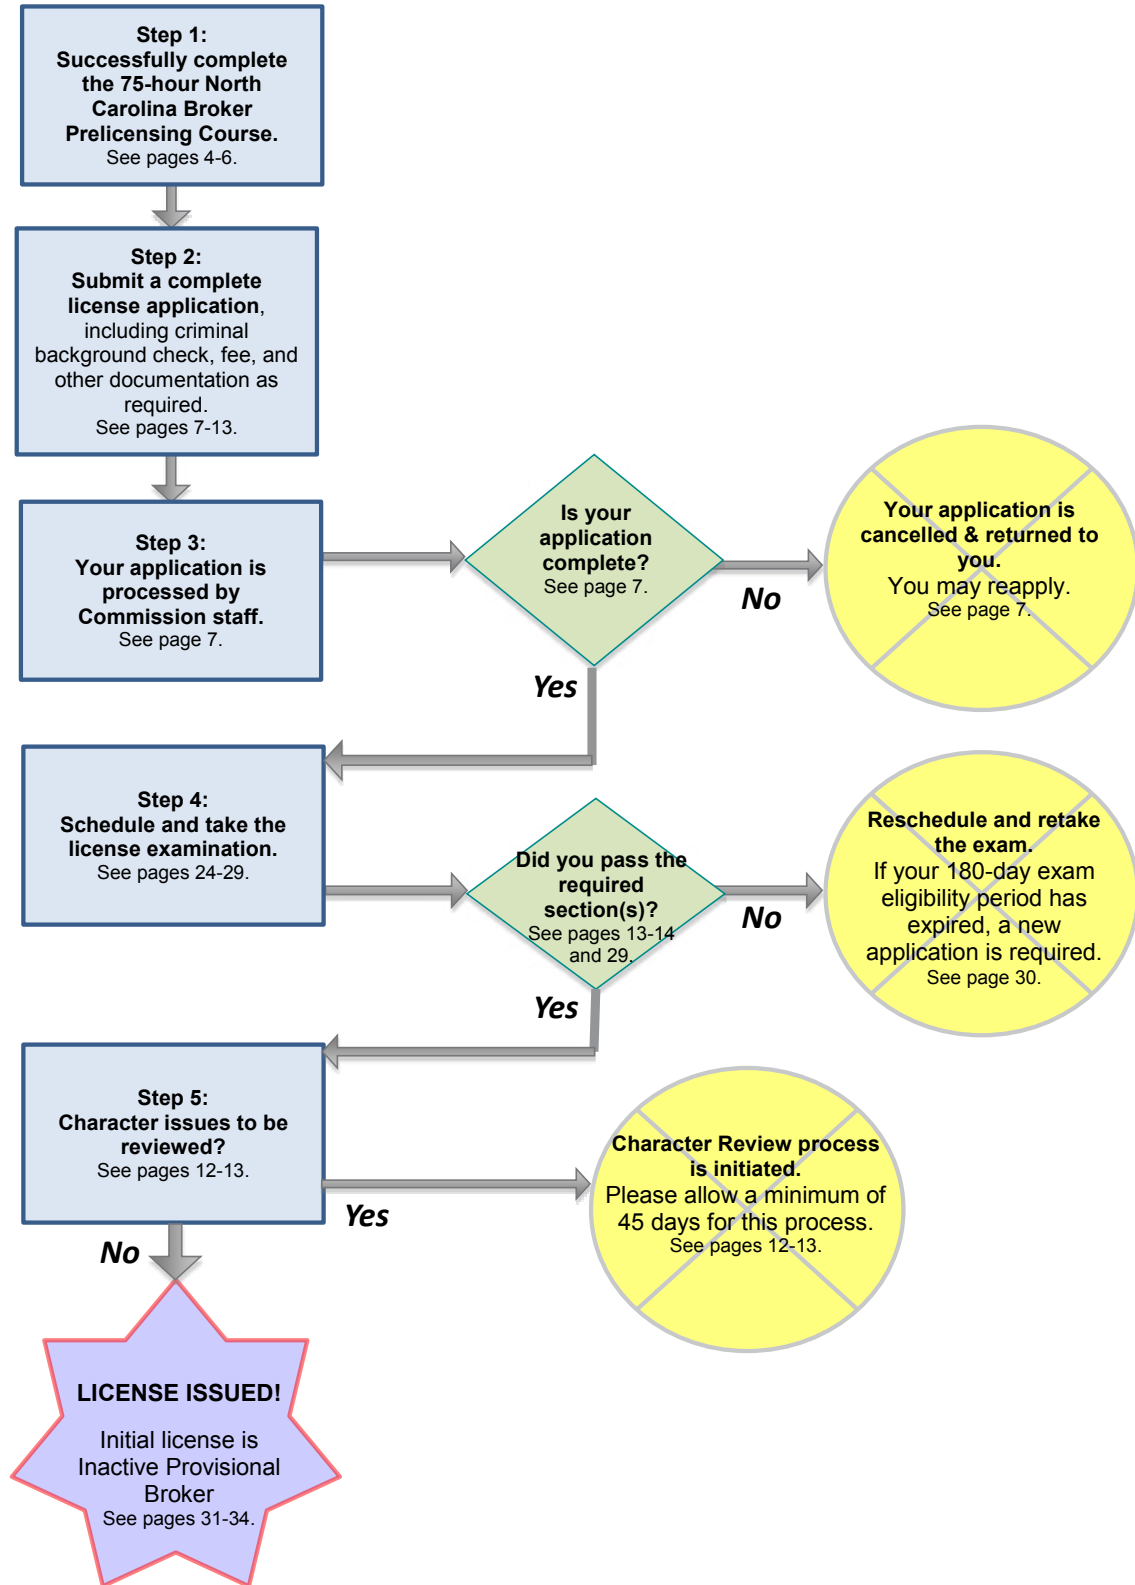 Step 1:
Successfully complete
the 75-hour North
Carolina Broker
Prelicensing Course.
See pages 4-6.
Step 2:
Submit a complete
license application,
including criminal
background check, fee, and
other documentation as
required.
See pages 7-13.
Step 3:
Your application is
processed by
Commission staff.
See page 7.
Is your
application
complete?
See page 7.
No
Your application is
cancelled & returned to
you.
You may reapply.
See page 7.
Yes
Step 4:
Schedule and take the
license examination.
See pages 24-29.
Did you pass the
required
section(s)?
See pages 13-14
and 29.
No
Reschedule and retake
the exam.
If your 180-day exam
eligibility period has
expired, a new
application is required.
See page 30.
Yes
Step 5:
Character issues to be
reviewed?
See pages 12-13.
Yes
Character Review process
is initiated.
Please allow a minimum of
45 days for this process.
See pages 12-13.
No
LICENSE ISSUED!
Initial license is
Inactive Provisional
Broker
See pages 31-34.